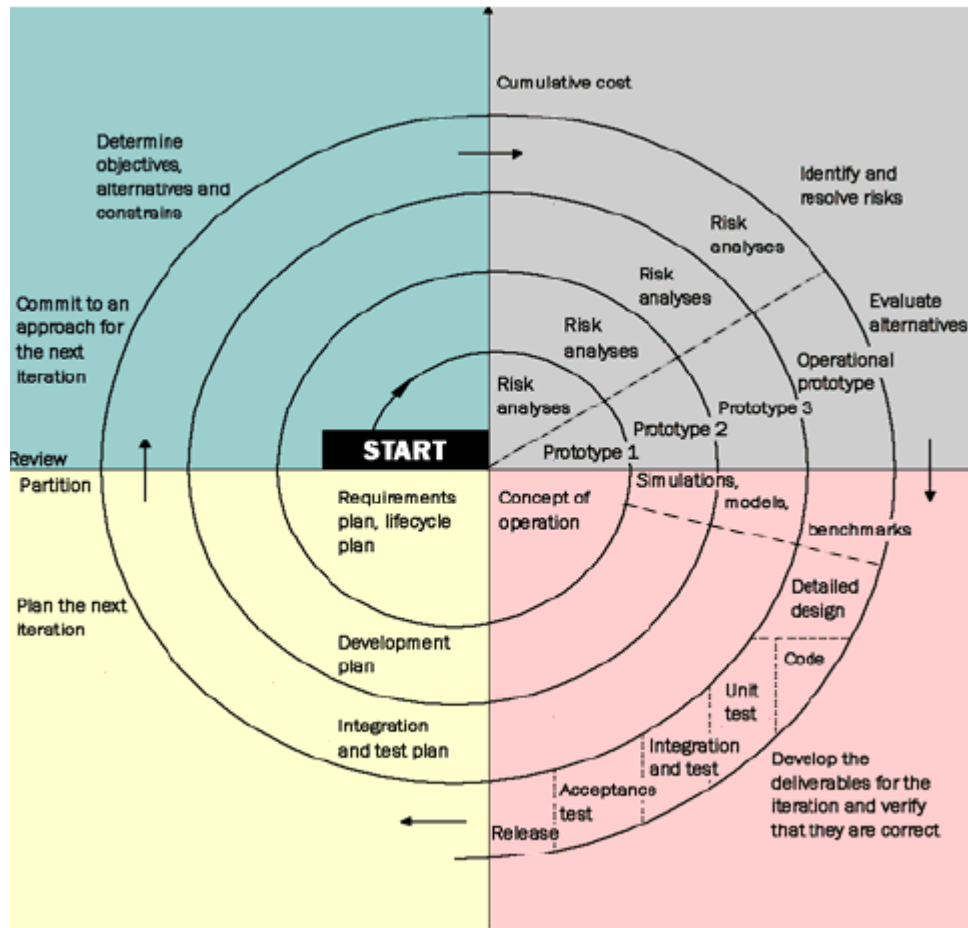 Cumulative cost
Determine
objectives,
alternatives and
constrains
Identify and
resolve risks
Risk
analyses
Risk
analyses
Risk
analyses
Risk
analyses
Commit to an
approach for
the next
iteration
Evaluate
alternatives
Operational
prototype
Prototype 3
Prototype 2
Prototype 1
START
Review
Partition
Requirements
plan, lifecycle
plan
Concept of
operation
Simulations,
models,
benchmarks
Plan the next
iteration
Detailed
design
Development
plan
Code
Unit
test
Integration
and test plan
Integration
and test
Develop the
deliverables for the
iteration and verify
that they are correct
Acceptance
test
Release